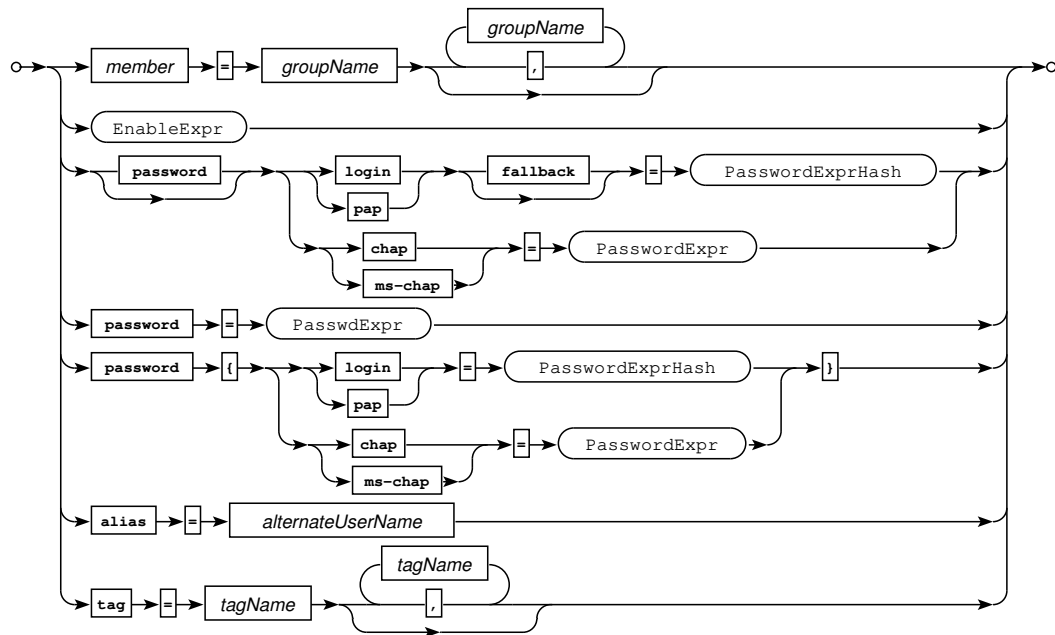 groupName
member = groupName ,
EnableExpr
password login fallback = PasswordExprHash
pap
chap = PasswordExpr
ms-chap
password = PasswdExpr
password { login = PasswordExprHash }
pap
chap = PasswordExpr
ms-chap
alias = alternateUserName
tagName
tag = tagName ,